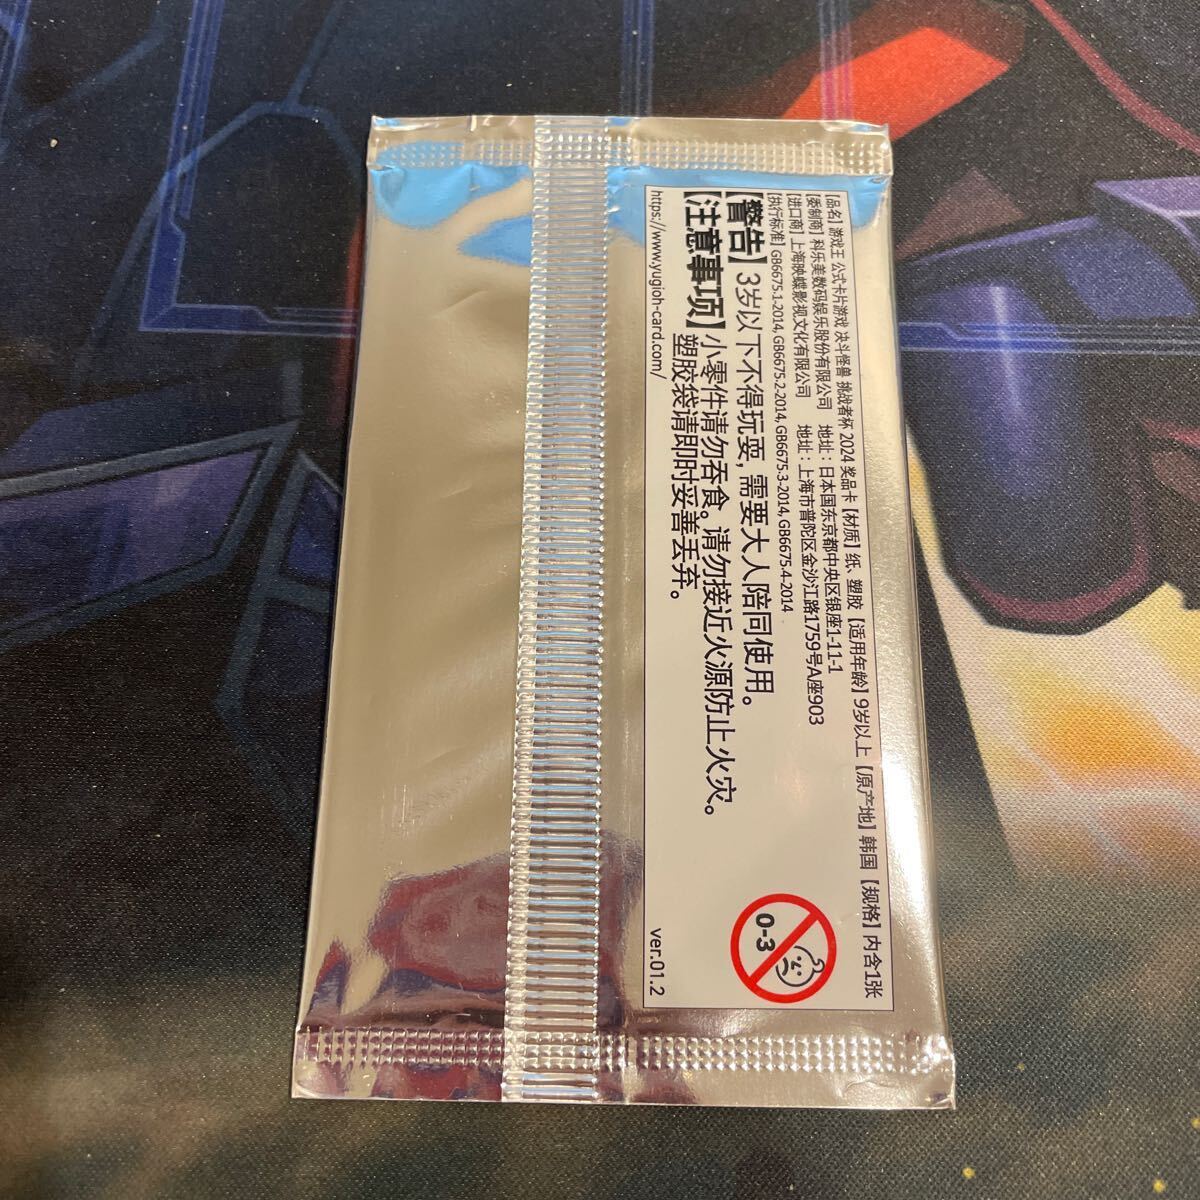 【品名】游戏王 公式卡片游戏 决斗怪兽 挑战者杯 2024 奖品卡【材质】纸、塑胶【适用年龄】9岁以上【原产地】韩国【规格】内含1张
【委制商】科乐美数码娱乐股份有限公司 地址：日本国东京都中央区银座1-11-1
【进口商】上海映蝶影视文化有限公司 地址：上海市普陀区金沙江路1759号A座903
【执行标准】GB6675.1-2014, GB6675.2-2014, GB6675.3-2014, GB6675.4-2014
【警告】3岁以下不得玩耍，需要大人陪同使用。
【注意事项】小零件请勿吞食。请勿接近火源防止火灾。
塑胶袋请即时妥善丢弃。
https://www.yugioh-card.com/
0-3
ver.01.2